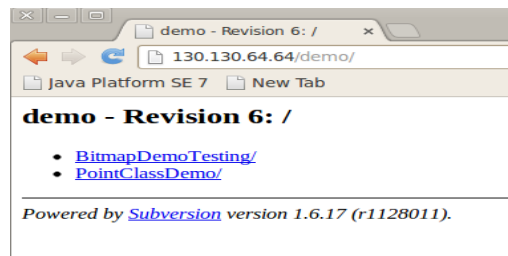 demo - Revision 6: /
130.130.64.64/demo/
Java Platform SE 7 New Tab
demo - Revision 6: /
BitmapDemoTesting/
PointClassDemo/
Powered by Subversion version 1.6.17 (r1128011).